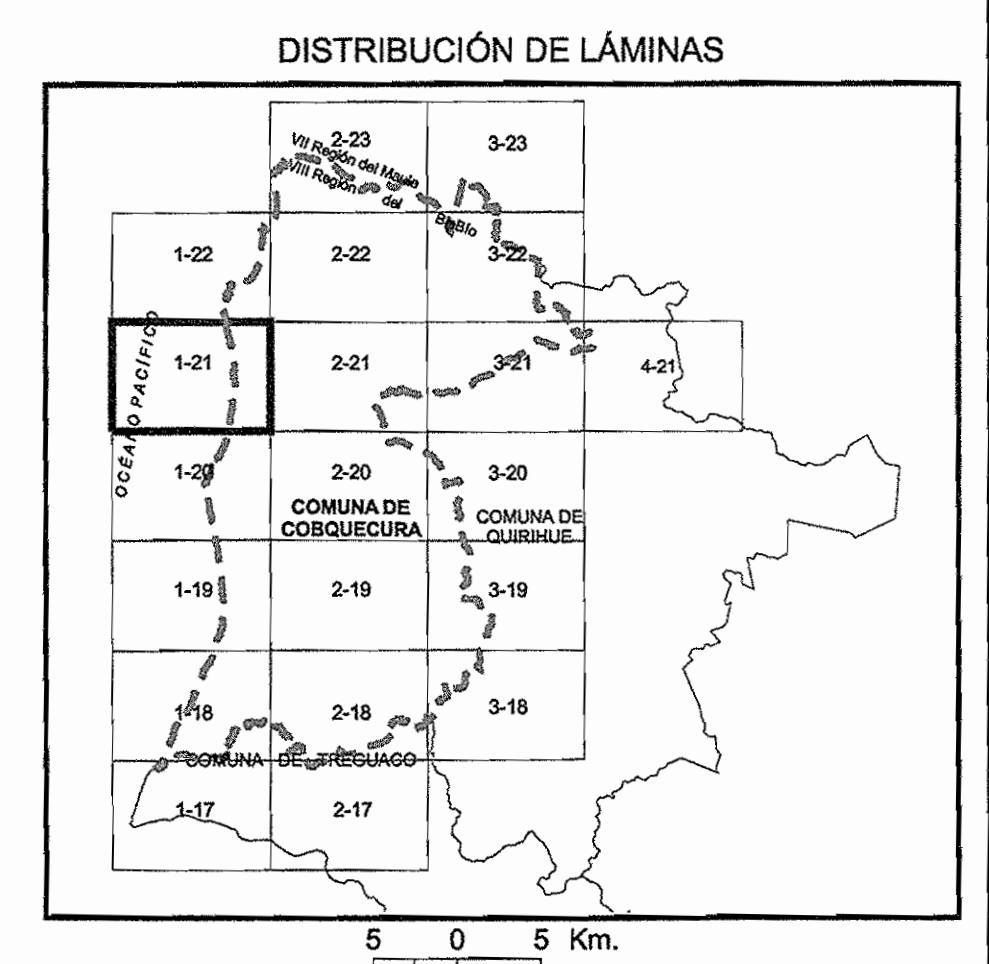 DISTRIBUCIÓN DE LÁMINAS
2-23
3-23
VII Región del Maule
VIII Región del BíoBío
1-22
2-22
3-22
OCÉANO PACÍFICO
1-21
2-21
3-21
4-21
1-20
2-20
3-20
COMUNA DE
COBQUECURA
COMUNA DE
QUIRIHUE
1-19
2-19
3-19
1-18
2-18
3-18
COMUNA DE TREGUACO
1-17
2-17
5 0 5 Km.